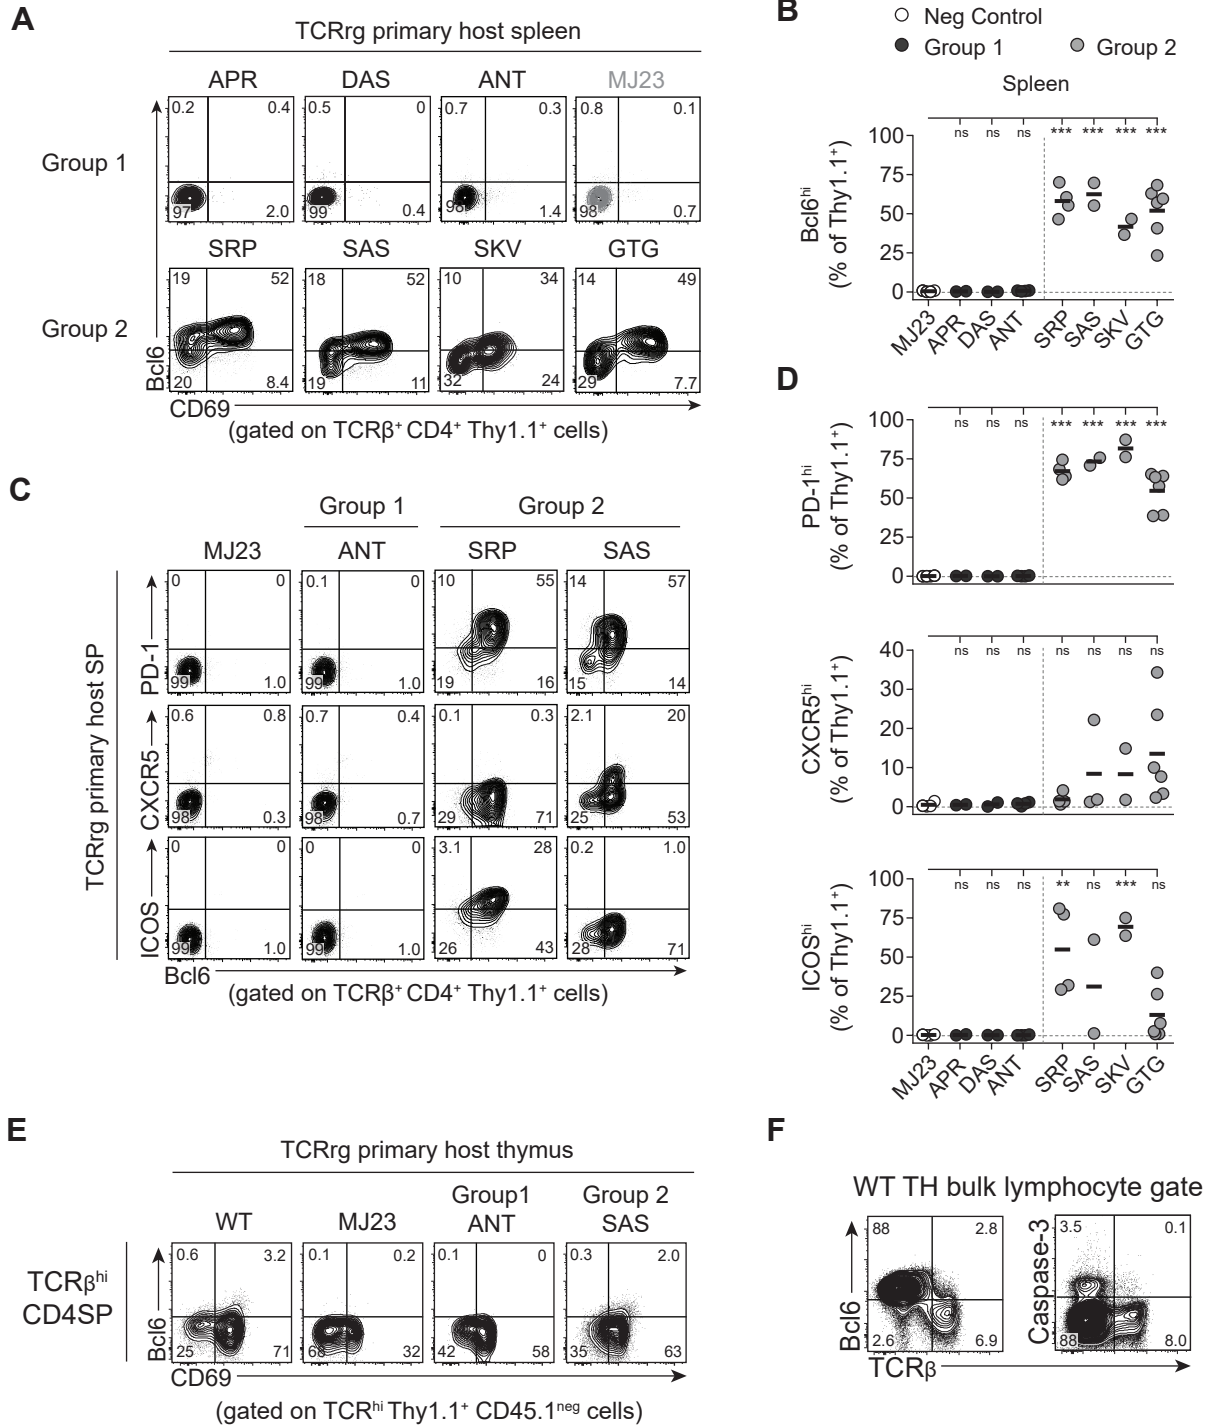 A
TCRrg primary host spleen
APR DAS ANT MJ23
Group 1
0.2 0.4 0.5 0 0.7 0.3 0.8 0.1
97 2.0 99 0.4 98 1.4 98 0.7
SRP SAS SKV GTG
Group 2
19 52 18 52 10 34 14 49
20 8.4 19 11 32 24 29 7.7
Bcl6
CD69
(gated on TCRβ⁺ CD4⁺ Thy1.1⁺ cells)
B
Neg Control
Group 1 Group 2
Spleen
ns ns ns *** *** *** ***
Bcl6ʰⁱ
(% of Thy1.1⁺)
100
75
50
25
0
MJ23 APR DAS ANT SRP SAS SKV GTG
C
Group 1 Group 2
MJ23 ANT SRP SAS
TCRrg primary host SP
PD-1
0 0 0.1 0 10 55 14 57
99 1.0 99 1.0 19 16 15 14
CXCR5
0.6 0.8 0.7 0.4 0.1 0.3 2.1 20
98 0.3 98 0.7 29 71 25 53
ICOS
0 0 0 0 3.1 28 0.2 1.0
99 1.0 99 1.0 26 43 28 71
Bcl6
(gated on TCRβ⁺ CD4⁺ Thy1.1⁺ cells)
D
ns ns ns *** *** *** ***
PD-1ʰⁱ
(% of Thy1.1⁺)
100
75
50
25
0
ns ns ns ns ns ns ns
CXCR5ʰⁱ
(% of Thy1.1⁺)
40
30
20
10
0
ns ns ns ** ns *** ns
ICOSʰⁱ
(% of Thy1.1⁺)
100
75
50
25
0
MJ23 APR DAS ANT SRP SAS SKV GTG
E
TCRrg primary host thymus
Group1 Group 2
WT MJ23 ANT SAS
TCRβʰⁱ
CD4SP
0.6 3.2 0.1 0.2 0.1 0 0.3 2.0
25 71 68 32 42 58 35 63
Bcl6
CD69
(gated on TCRʰⁱ Thy1.1⁺ CD45.1ⁿᵉᵍ cells)
F
WT TH bulk lymphocyte gate
Bcl6
88 2.8
2.6 6.9
Caspase-3
3.5 0.1
88 8.0
TCRβ